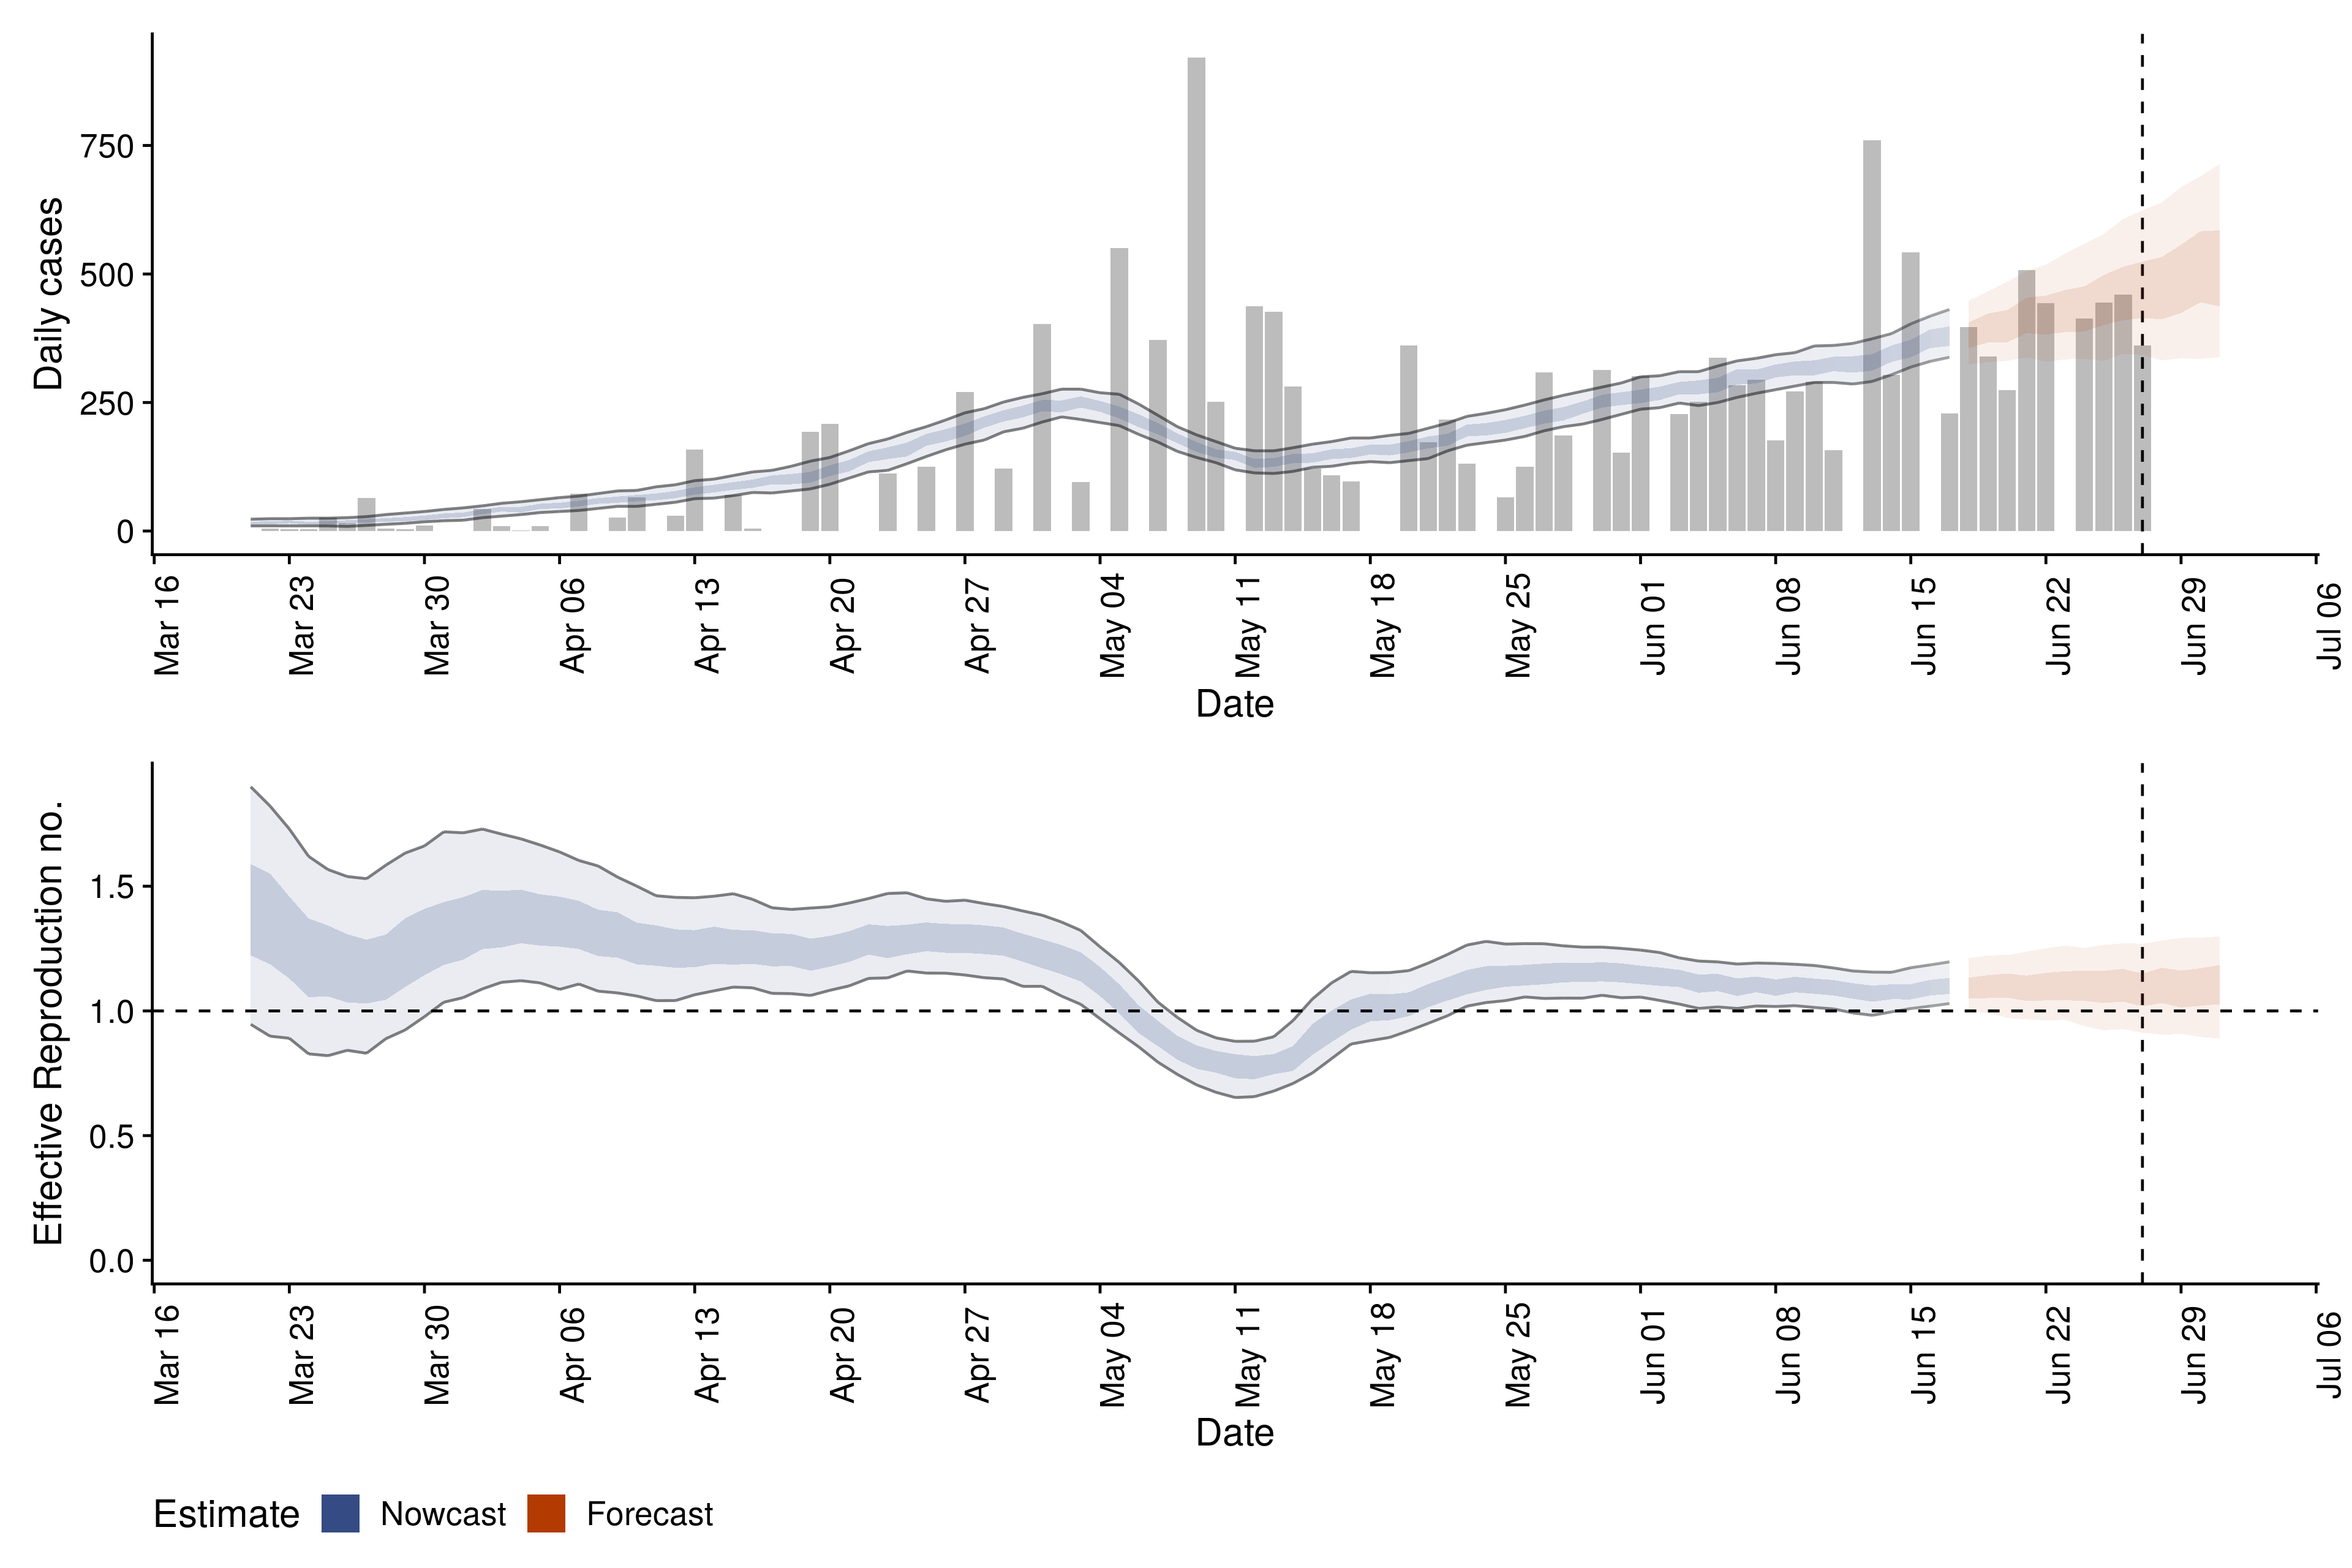 Daily cases
750
500
250
0
Mar 16
Mar 23
Mar 30
Apr 06
Apr 13
Apr 20
Apr 27
May 04
May 11
May 18
May 25
Jun 01
Jun 08
Jun 15
Jun 22
Jun 29
Jul 06
Date
Effective Reproduction no.
1.5
1.0
0.5
0.0
Mar 16
Mar 23
Mar 30
Apr 06
Apr 13
Apr 20
Apr 27
May 04
May 11
May 18
May 25
Jun 01
Jun 08
Jun 15
Jun 22
Jun 29
Jul 06
Date
Estimate Nowcast Forecast